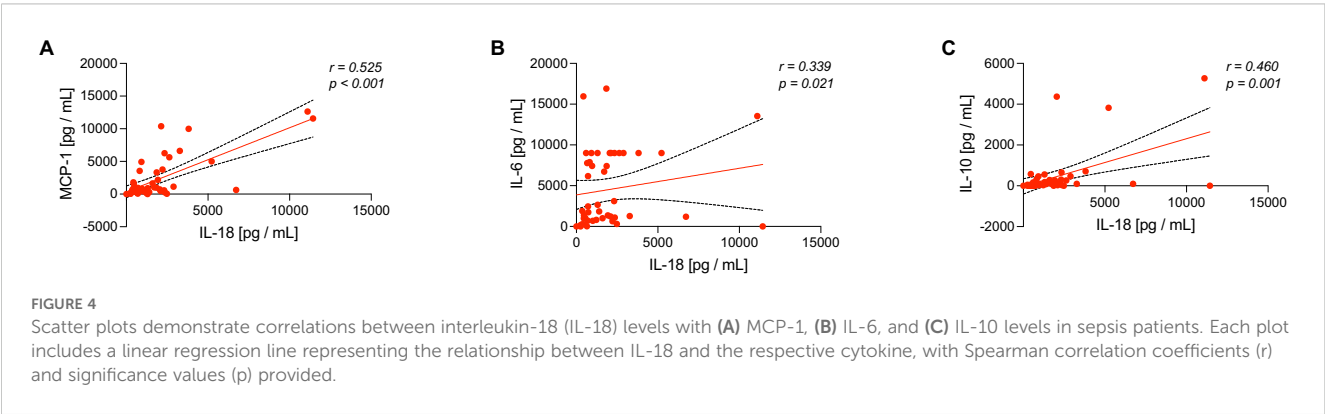 A
r = 0.525
p < 0.001
20000
15000
10000
5000
0
-5000
MCP-1 [pg / mL]
5000
10000
15000
IL-18 [pg / mL]
B
r = 0.339
p = 0.021
20000
15000
10000
5000
0
IL-6 [pg / mL]
0
5000
10000
15000
IL-18 [pg / mL]
C
r = 0.460
p = 0.001
6000
4000
2000
0
-2000
IL-10 [pg / mL]
5000
10000
15000
IL-18 [pg / mL]
FIGURE 4
Scatter plots demonstrate correlations between interleukin-18 (IL-18) levels with (A) MCP-1, (B) IL-6, and (C) IL-10 levels in sepsis patients. Each plot
includes a linear regression line representing the relationship between IL-18 and the respective cytokine, with Spearman correlation coefficients (r)
and significance values (p) provided.